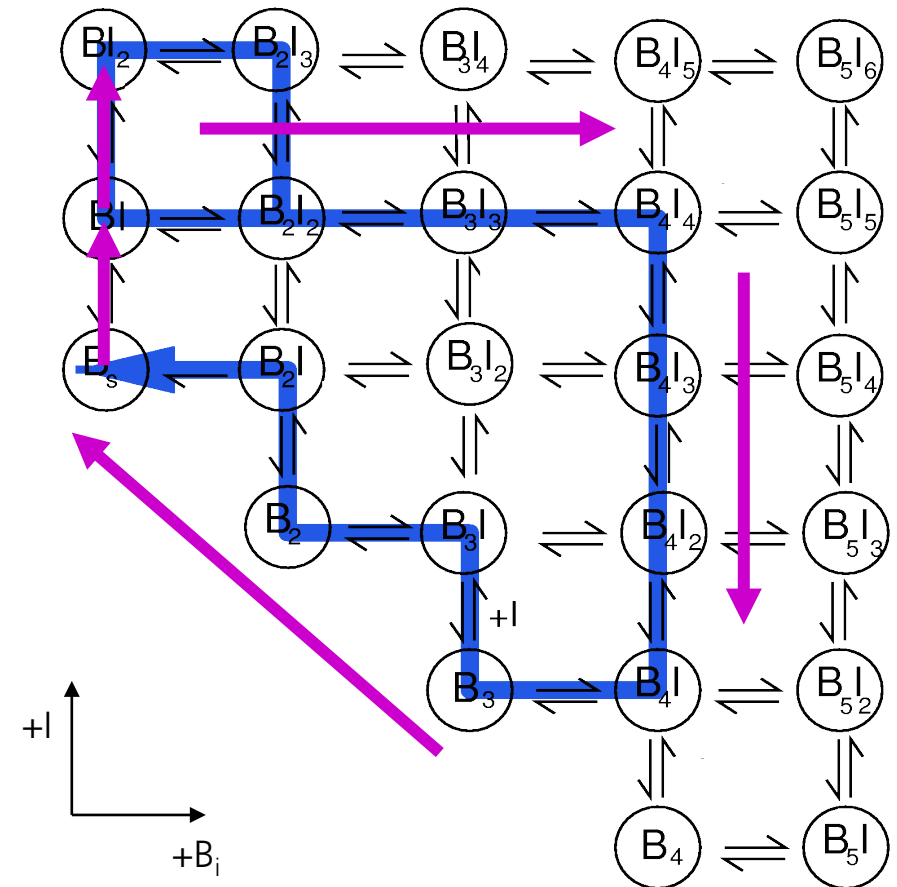 BI₂ B₂I₃ B₃I₄ B₄I₅ B₅I₆
BI B₂I₂ B₃I₃ B₄I₄ B₅I₅
Bₛ B₂I B₃I₂ B₄I₃ B₅I₄
B₂ B₃I B₄I₂ B₅I₃
+I
B₃ B₄I B₅₂
+I
B₄ B₅I
+Bᵢ